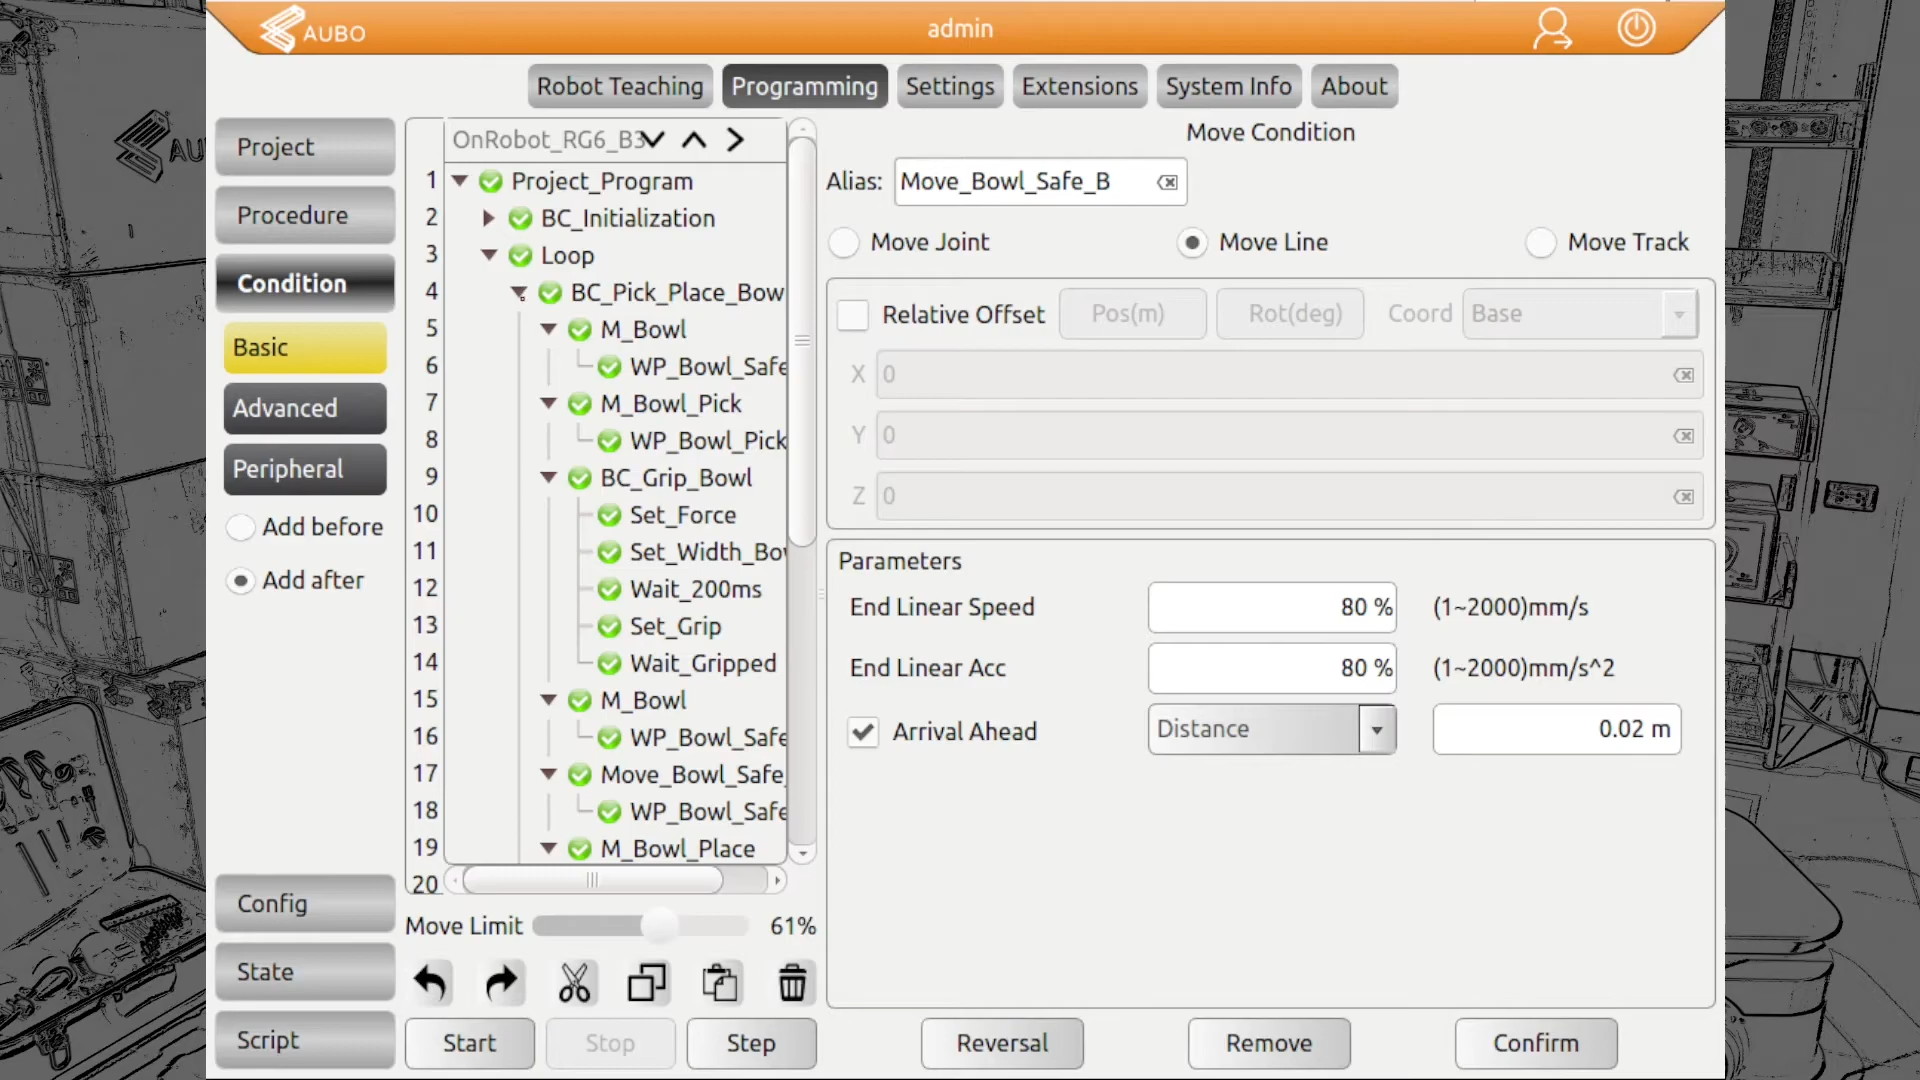 AUBO
admin
Robot Teaching
Programming
Settings
Extensions
System Info
About
AU
Project
Procedure
Condition
Basic
Advanced
Peripheral
Add before
Add after
Config
State
Script
OnRobot_RG6_B3
1 Project_Program
2 BC_Initialization
3 Loop
4 BC_Pick_Place_Bow
5 M_Bowl
6 WP_Bowl_Safe
7 M_Bowl_Pick
8 WP_Bowl_Pick
9 BC_Grip_Bowl
10 Set_Force
11 Set_Width_Bo
12 Wait_200ms
13 Set_Grip
14 Wait_Gripped
15 M_Bowl
16 WP_Bowl_Safe
17 Move_Bowl_Safe_
18 WP_Bowl_Safe
19 M_Bowl_Place
20
Move Limit 61%
Start
Stop
Step
Move Condition
Alias: Move_Bowl_Safe_B
Move Joint
Move Line
Move Track
Relative Offset Pos(m) Rot(deg) Coord Base
X 0
Y 0
Z 0
Parameters
End Linear Speed 80 % (1~2000)mm/s
End Linear Acc 80 % (1~2000)mm/s^2
Arrival Ahead Distance 0.02 m
Reversal
Remove
Confirm